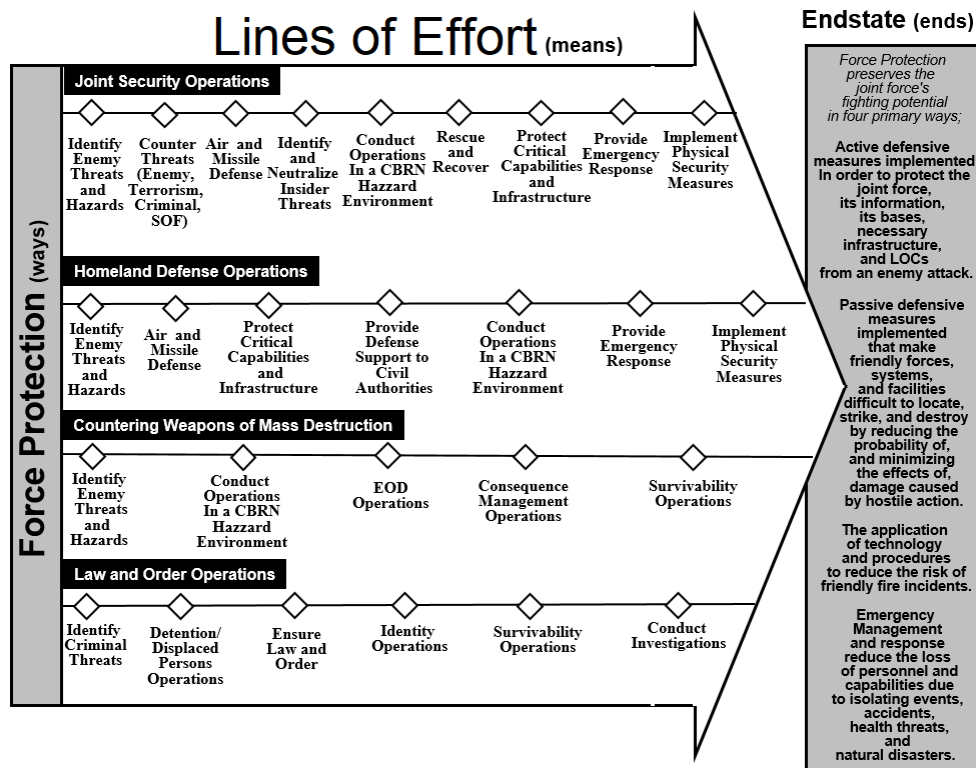 Lines of Effort (means)
Endstate (ends)
Force Protection (ways)
Joint Security Operations
Identify
Enemy
Threats
and
Hazards
Counter
Threats
(Enemy,
Terrorism,
Criminal,
SOF)
Air and
Missile
Defense
Identify
and
Neutralize
Insider
Threats
Conduct
Operations
In a CBRN
Hazzard
Environment
Rescue
and
Recover
Protect
Critical
Capabilities
and
Infrastructure
Provide
Emergency
Response
Implement
Physical
Security
Measures
Homeland Defense Operations
Identify
Enemy
Threats
and
Hazards
Air and
Missile
Defense
Protect
Critical
Capabilities
and
Infrastructure
Provide
Defense
Support to
Civil
Authorities
Conduct
Operations
In a CBRN
Hazzard
Environment
Provide
Emergency
Response
Implement
Physical
Security
Measures
Countering Weapons of Mass Destruction
Identify
Enemy
Threats
and
Hazards
Conduct
Operations
In a CBRN
Hazzard
Environment
EOD
Operations
Consequence
Management
Operations
Survivability
Operations
Law and Order Operations
Identify
Criminal
Threats
Detention/
Displaced
Persons
Operations
Ensure
Law and
Order
Identity
Operations
Survivability
Operations
Conduct
Investigations
Force Protection
preserves the
joint force's
fighting potential
in four primary ways;
Active defensive
measures implemented
In order to protect the
joint force,
its information,
its bases,
necessary
infrastructure,
and LOCs
from an enemy attack.
Passive defensive
measures
implemented
that make
friendly forces,
systems,
and facilities
difficult to locate,
strike, and destroy
by reducing the
probability of,
and minimizing
the effects of,
damage caused
by hostile action.
The application
of technology
and procedures
to reduce the risk of
friendly fire incidents.
Emergency
Management
and response
reduce the loss
of personnel and
capabilities due
to isolating events,
accidents,
health threats,
and
natural disasters.